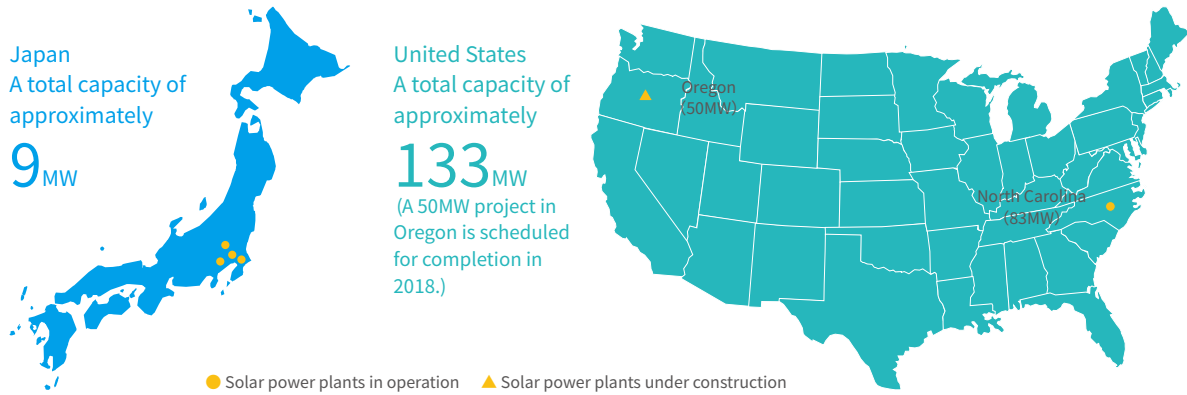 Japan
A total capacity of
approximately
9MW
United States
A total capacity of
approximately
133MW
(A 50MW project in
Oregon is scheduled
for completion in
2018.)
Oregon
(50MW)
North Carolina
(83MW)
Solar power plants in operation
Solar power plants under construction